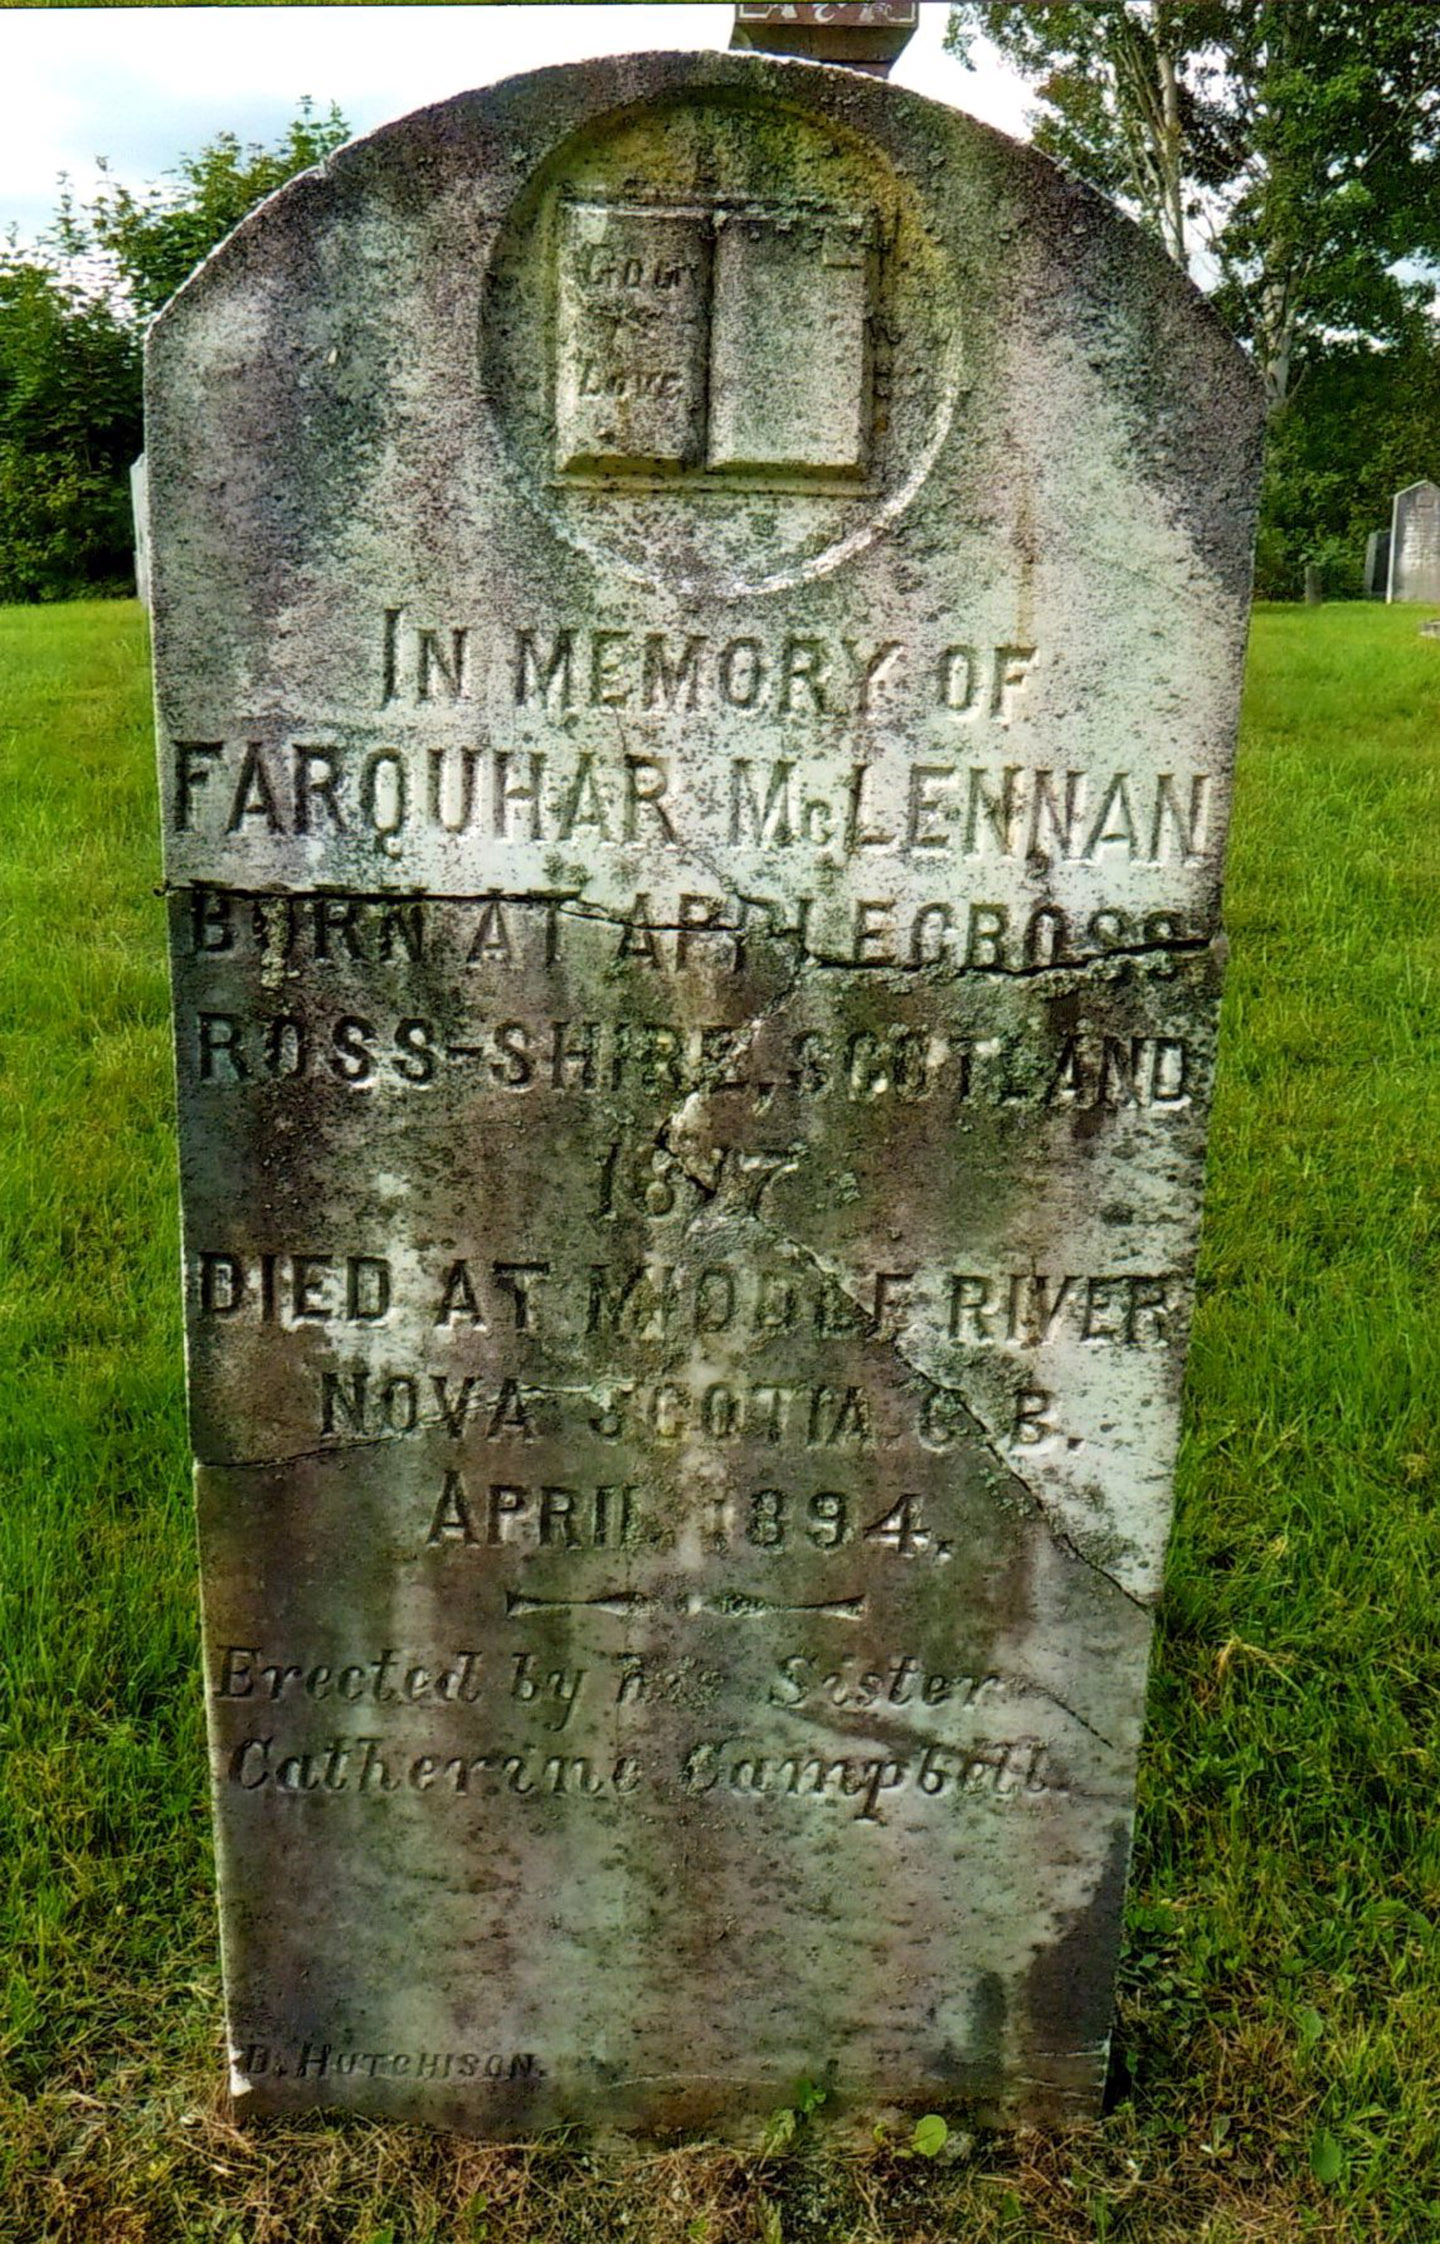 GOD
Love
IN MEMORY OF
FARQUHAR McLENNAN
BORN AT APPLECROSS
ROSS-SHIRE, SCOTLAND
DIED AT MIDDLE RIVER
NOVA SCOTIA C.B.
APRIL 1894.
Erected by his Sister
Catherine Campbell.
D. HUTCHISON.